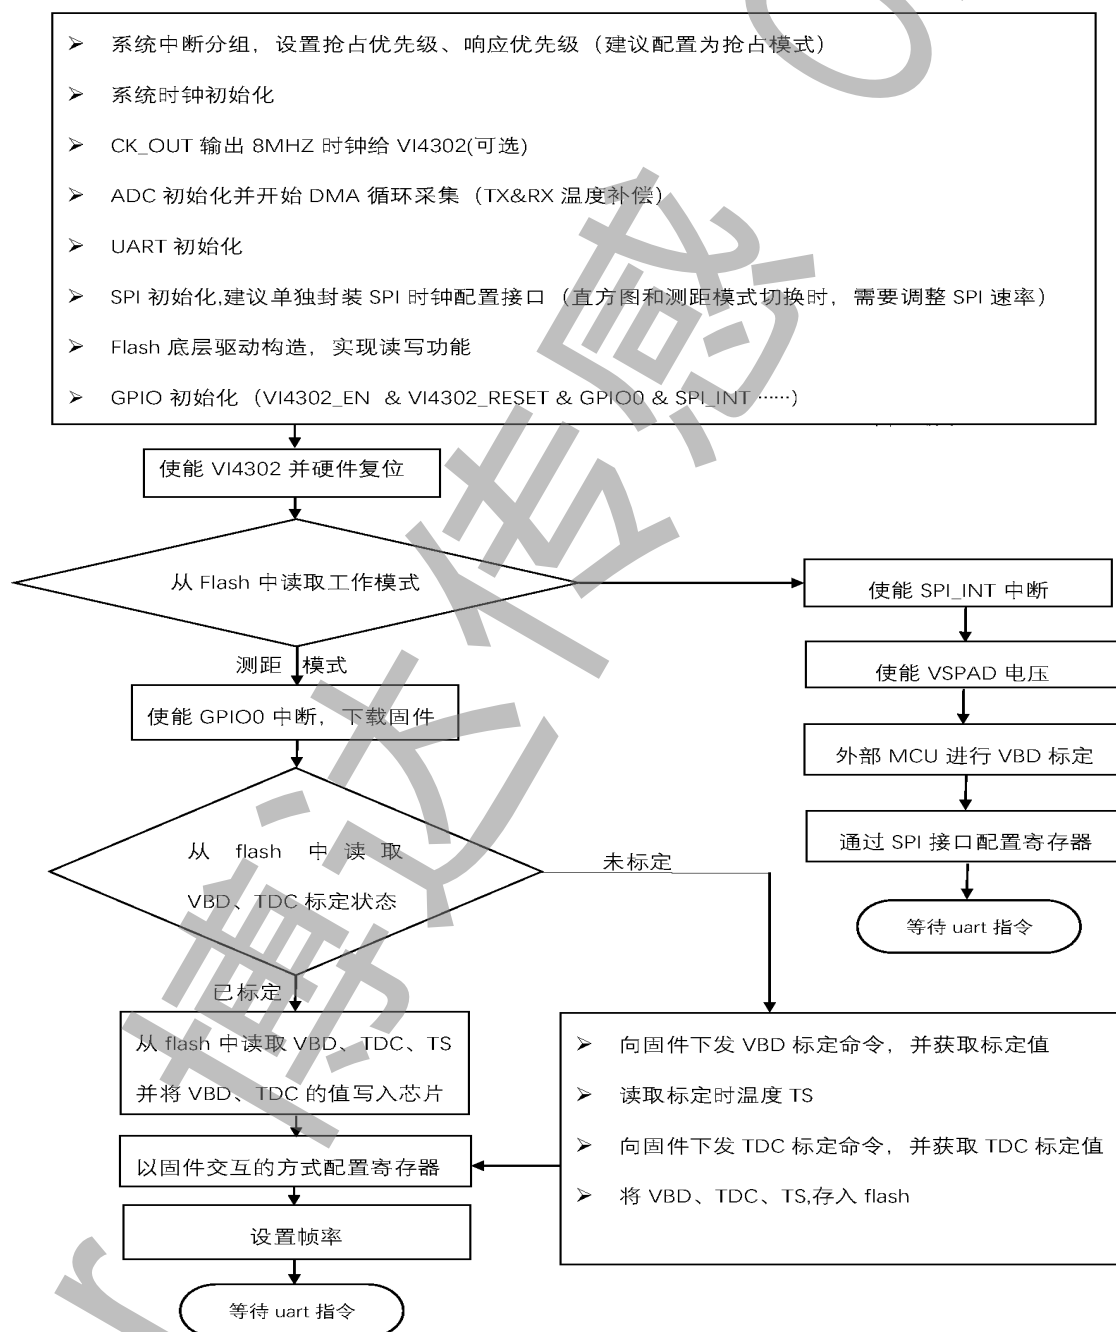 ➢ 系统中断分组，设置抢占优先级、响应优先级（建议配置为抢占模式）
➢ 系统时钟初始化
➢ CK_OUT 输出 8MHZ 时钟给 VI4302(可选)
➢ ADC 初始化并开始 DMA 循环采集（TX&RX 温度补偿）
➢ UART 初始化
➢ SPI 初始化,建议单独封装 SPI 时钟配置接口（直方图和测距模式切换时，需要调整 SPI 速率）
➢ Flash 底层驱动构造，实现读写功能
➢ GPIO 初始化（VI4302_EN & VI4302_RESET & GPIO0 & SPI_INT ……）
使能 VI4302 并硬件复位
从 Flash 中读取工作模式
测距 模式
使能 GPIO0 中断，下载固件
从 flash 中 读 取
VBD、TDC 标定状态
未标定
已标定
从 flash 中读取 VBD、TDC、TS
并将 VBD、TDC 的值写入芯片
以固件交互的方式配置寄存器
设置帧率
等待 uart 指令
使能 SPI_INT 中断
使能 VSPAD 电压
外部 MCU 进行 VBD 标定
通过 SPI 接口配置寄存器
等待 uart 指令
➢ 向固件下发 VBD 标定命令，并获取标定值
➢ 读取标定时温度 TS
➢ 向固件下发 TDC 标定命令，并获取 TDC 标定值
➢ 将 VBD、TDC、TS,存入 flash
博达传感